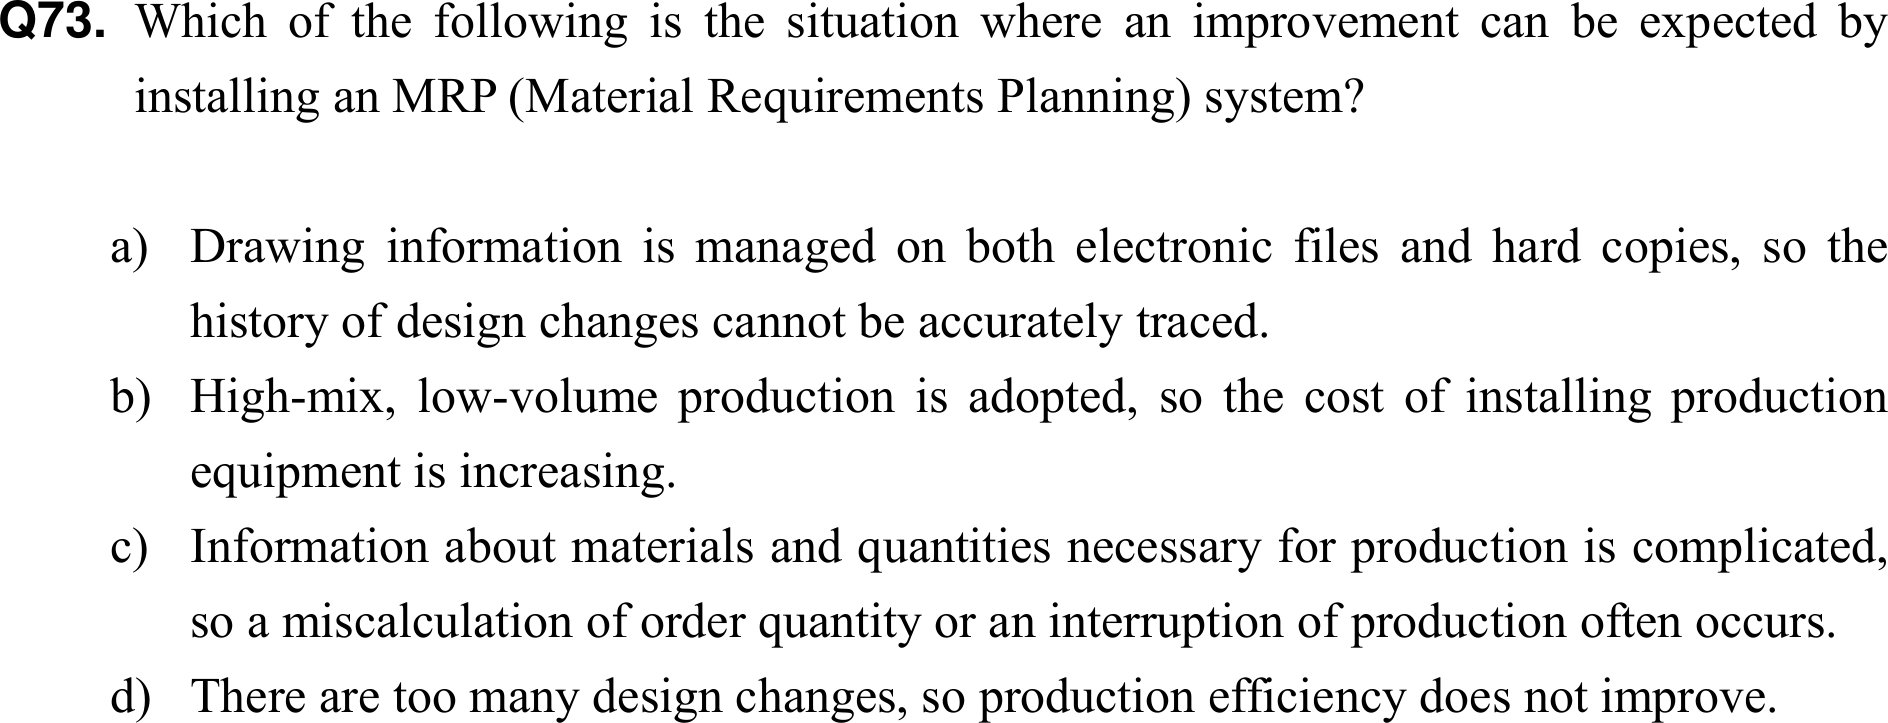 Q73. Which of the following is the situation where an improvement can be expected by
installing an MRP (Material Requirements Planning) system?
a) Drawing information is managed on both electronic files and hard copies, so the
history of design changes cannot be accurately traced.
b) High-mix, low-volume production is adopted, so the cost of installing production
equipment is increasing.
c) Information about materials and quantities necessary for production is complicated,
so a miscalculation of order quantity or an interruption of production often occurs.
d) There are too many design changes, so production efficiency does not improve.